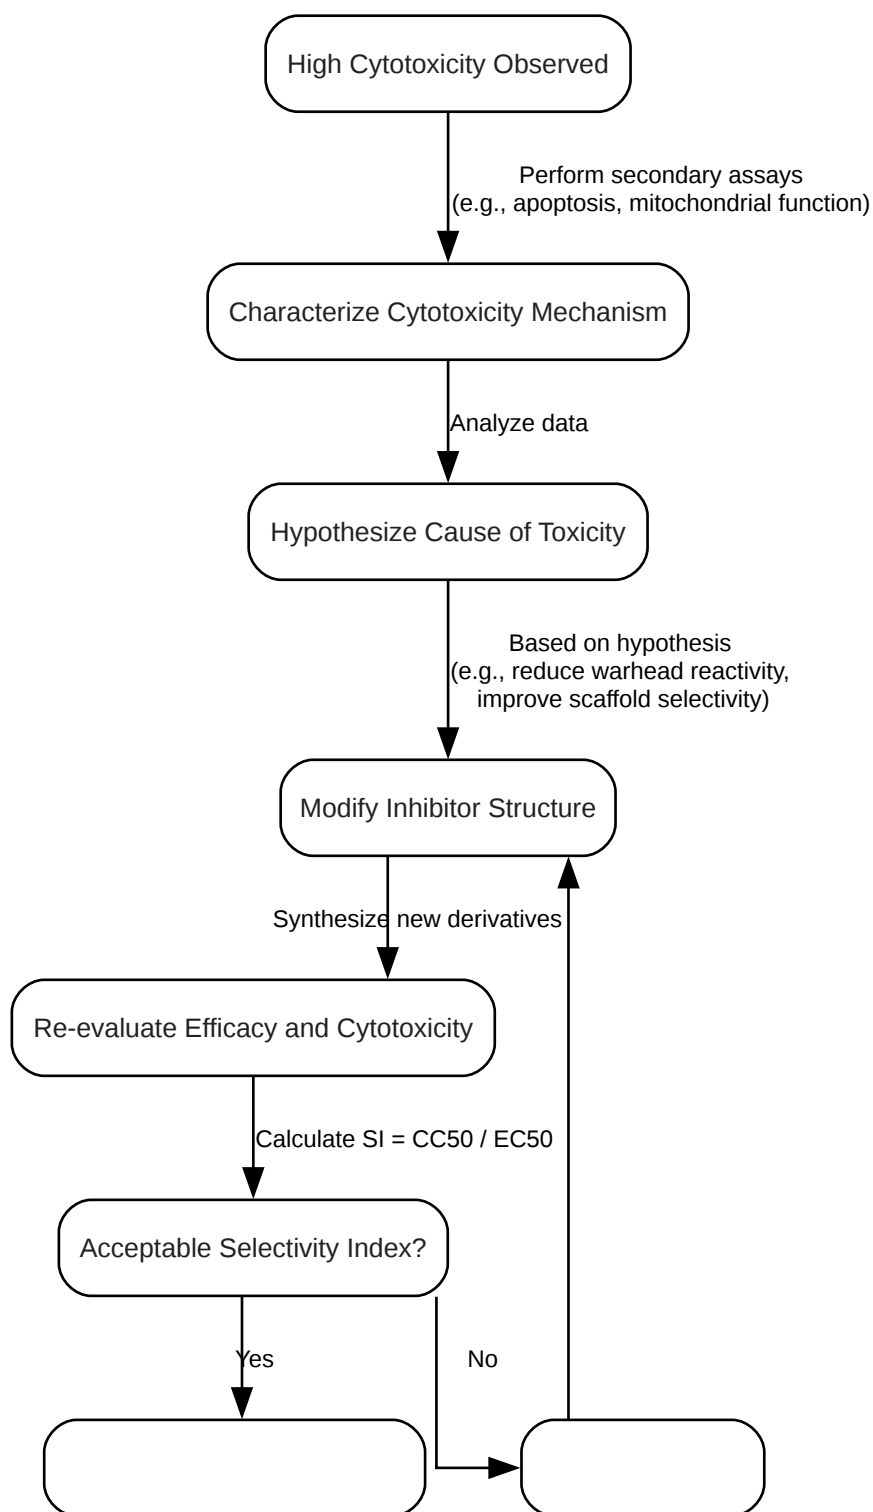 High Cytotoxicity Observed
Perform secondary assays
(e.g., apoptosis, mitochondrial function)
Characterize Cytotoxicity Mechanism
Analyze data
Hypothesize Cause of Toxicity
Based on hypothesis
(e.g., reduce warhead reactivity,
improve scaffold selectivity)
Modify Inhibitor Structure
Synthesize new derivatives
Re-evaluate Efficacy and Cytotoxicity
Calculate SI = CC50 / EC50
Acceptable Selectivity Index?
Yes
No